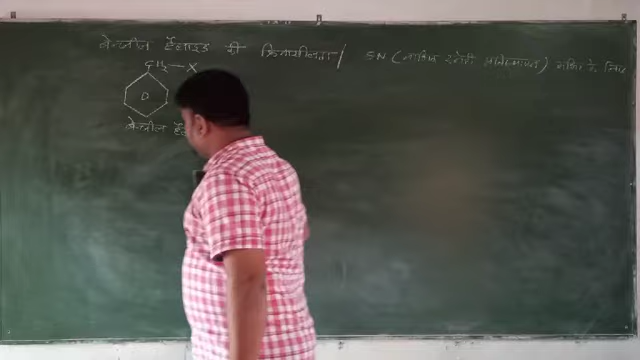 बेन्जील हैलाइड की क्रियाशीलता / SN (नाभिक स्नेही प्रतिस्थापन) के लिए
CH₂—X
बेन्जील